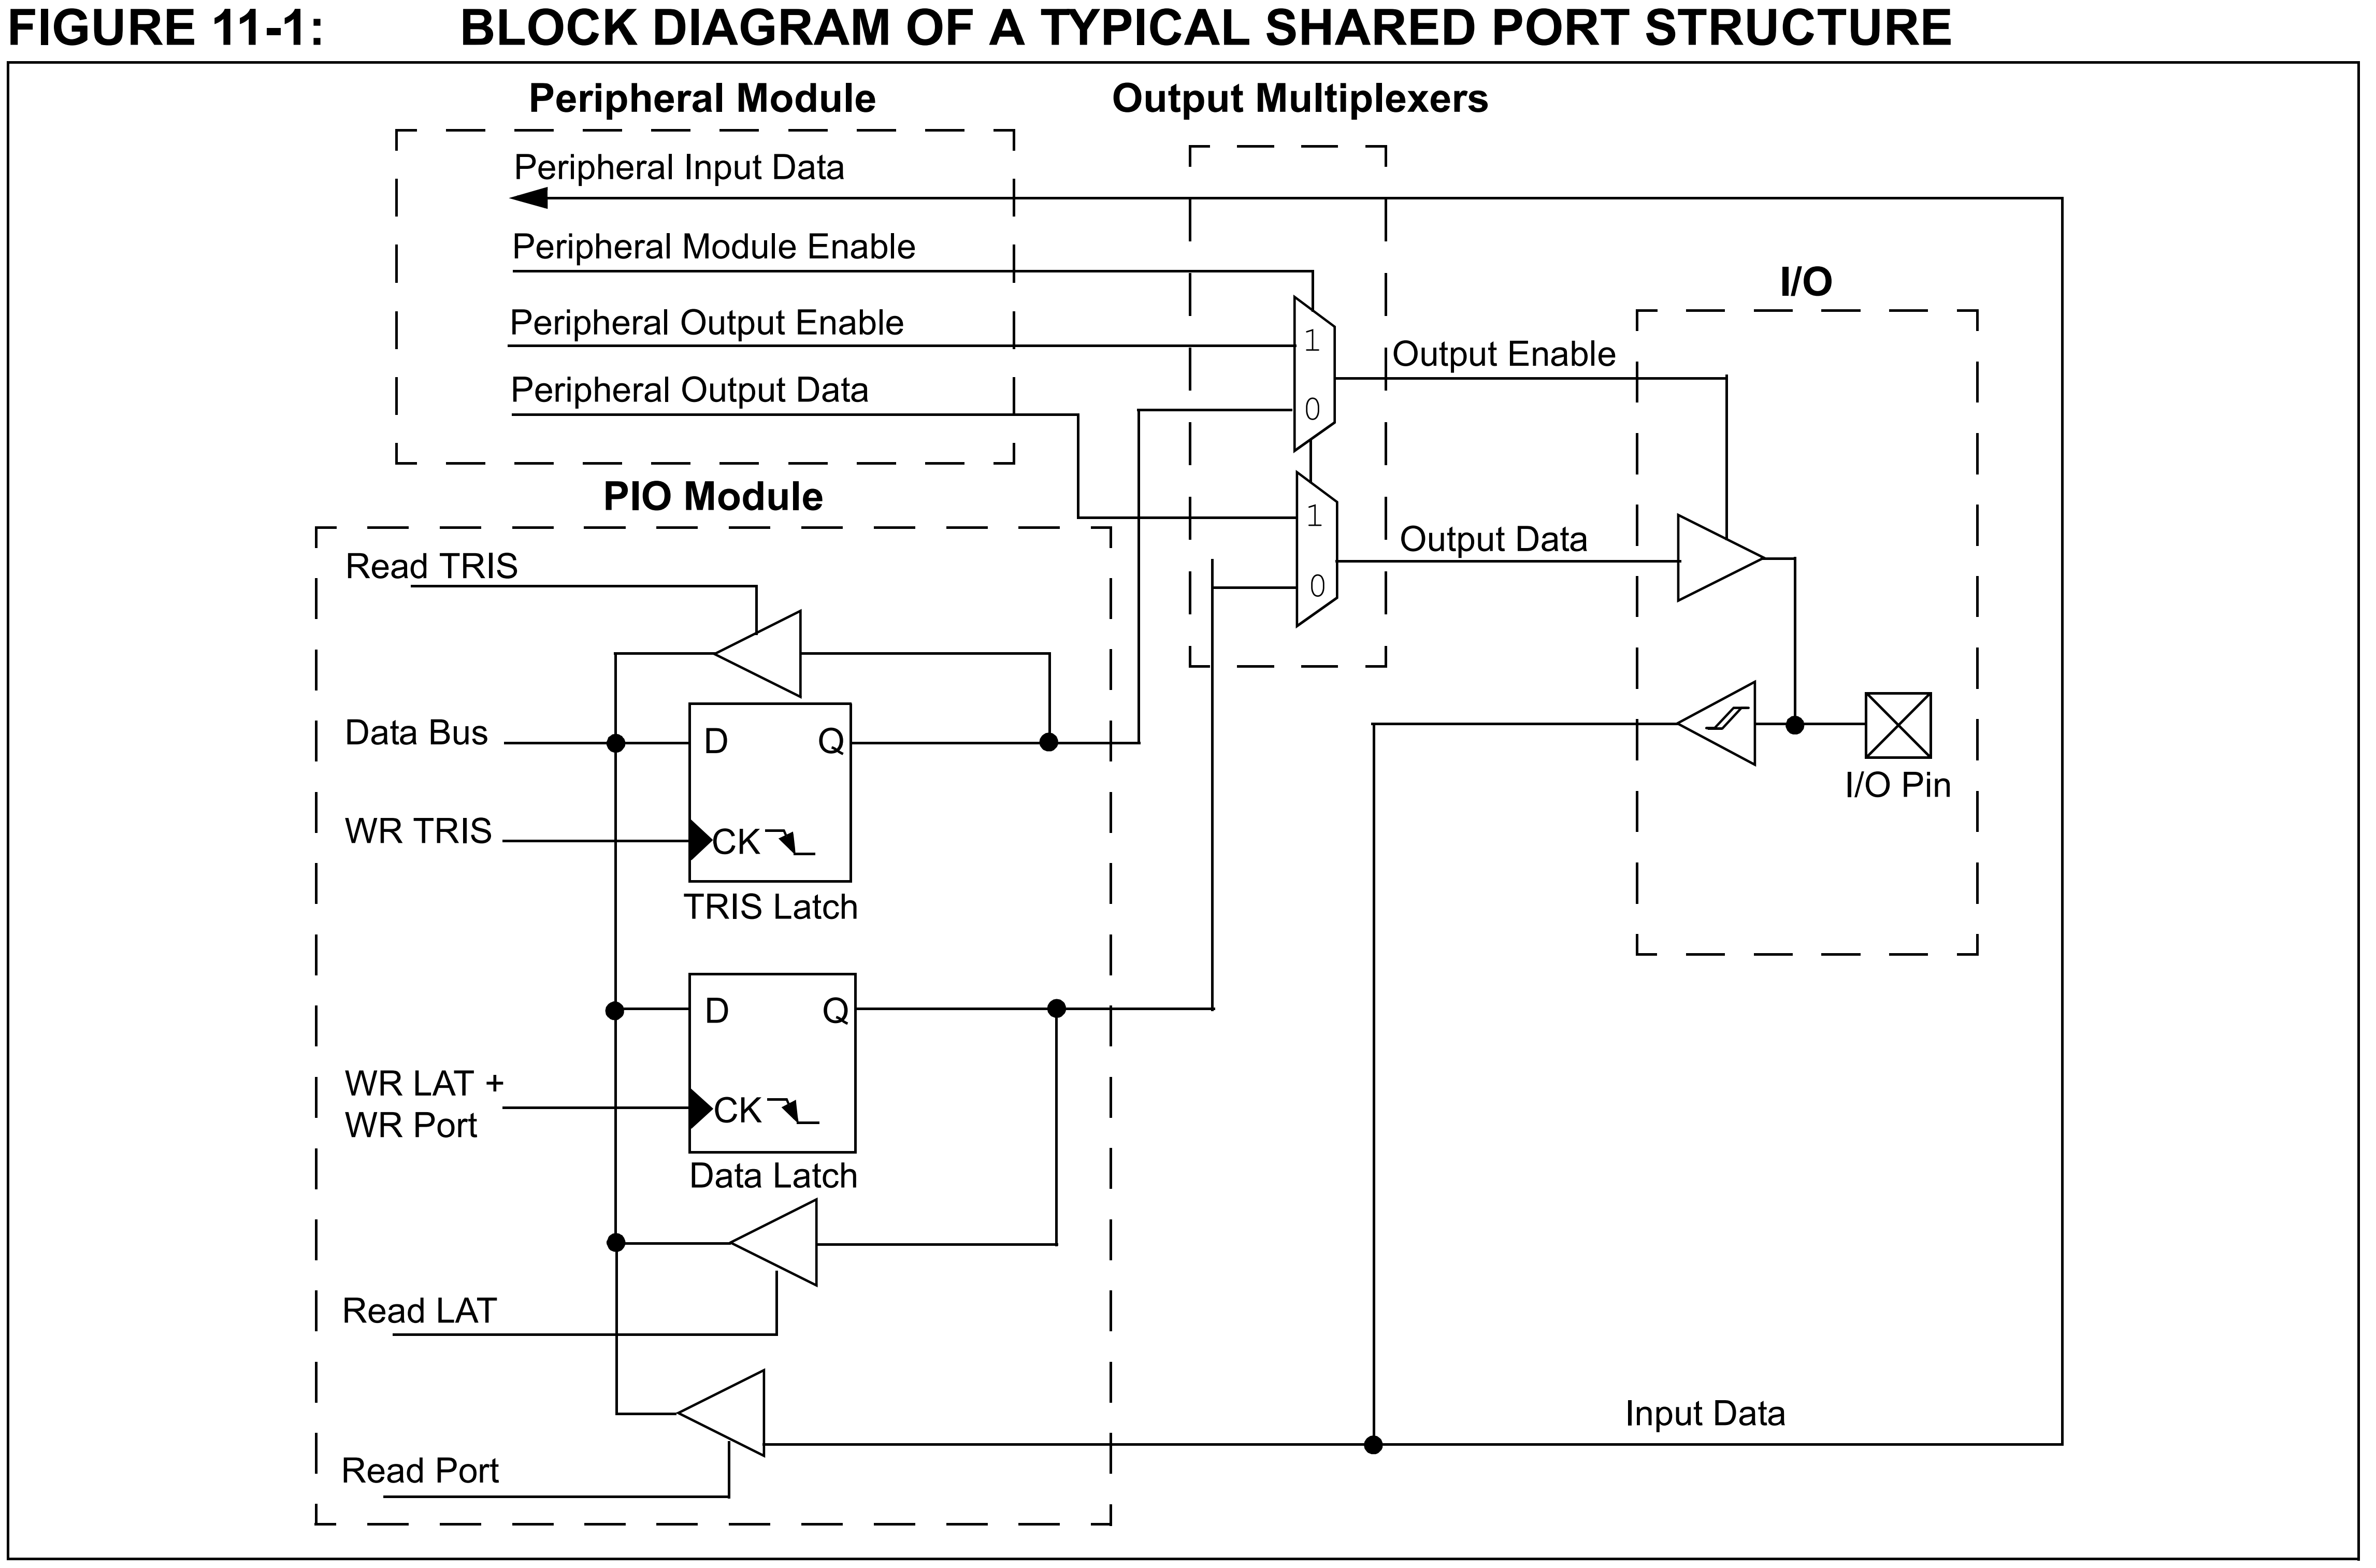 FIGURE 11-1: BLOCK DIAGRAM OF A TYPICAL SHARED PORT STRUCTURE
Peripheral Module
Output Multiplexers
Peripheral Input Data
Peripheral Module Enable
I/O
Peripheral Output Enable
1
Output Enable
Peripheral Output Data
0
PIO Module
1
Output Data
Read TRIS
0
Data Bus
D Q
I/O Pin
WR TRIS
CK
TRIS Latch
D Q
WR LAT +
WR Port
CK
Data Latch
Read LAT
Input Data
Read Port